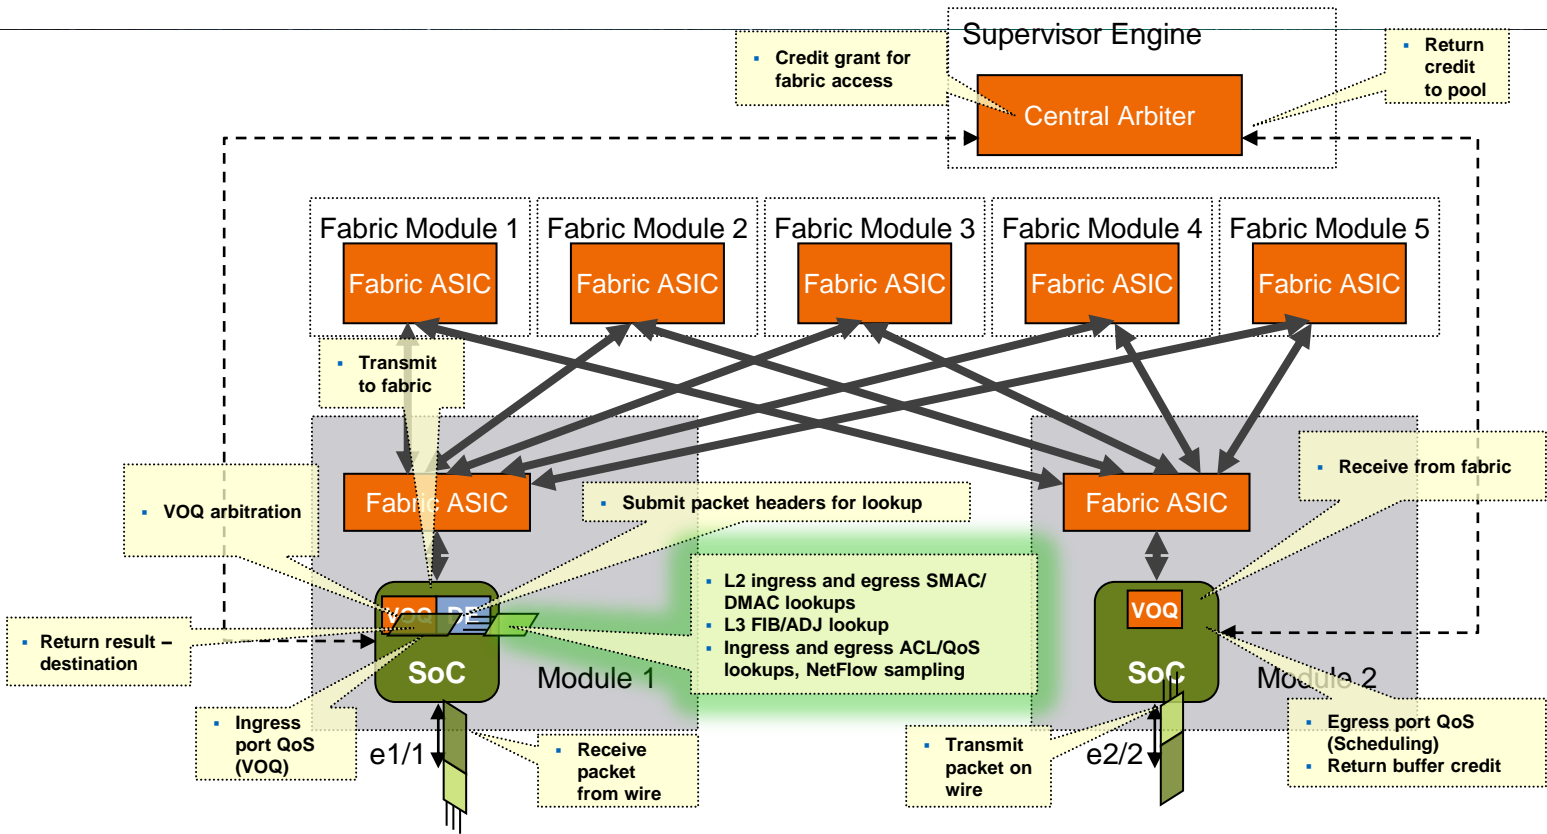 Supervisor Engine
Credit grant for
fabric access
Return
credit
to pool
Central Arbiter
Fabric Module 1
Fabric Module 2
Fabric Module 3
Fabric Module 4
Fabric Module 5
Fabric ASIC
Fabric ASIC
Fabric ASIC
Fabric ASIC
Fabric ASIC
Transmit
to fabric
VOQ arbitration
Fabric ASIC
Submit packet headers for lookup
Fabric ASIC
Receive from fabric
L2 ingress and egress SMAC/
DMAC lookups
L3 FIB/ADJ lookup
Ingress and egress ACL/QoS
lookups, NetFlow sampling
VOQ
DE
VOQ
Return result –
destination
SoC
Module 1
SoC
Module 2
Ingress
port QoS
(VOQ)
e1/1
Receive
packet
from wire
Transmit
packet on
wire
e2/2
Egress port QoS
(Scheduling)
Return buffer credit